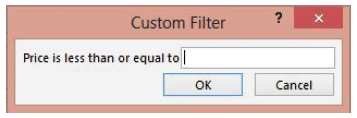 Custom Filter ? ×
Price is less than or equal to
OK Cancel